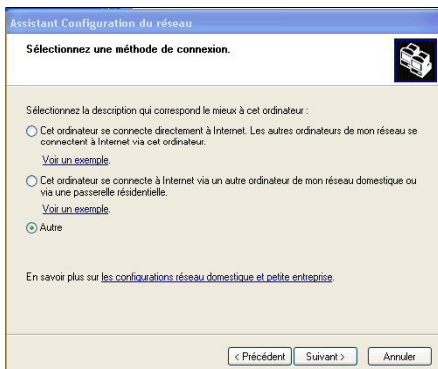 Assistant Configuration du réseau
Sélectionnez une méthode de connexion.
Sélectionnez la description qui correspond le mieux à cet ordinateur :
Cet ordinateur se connecte directement à Internet. Les autres ordinateurs de mon réseau se
connectent à Internet via cet ordinateur.
Voir un exemple.
Cet ordinateur se connecte à Internet via un autre ordinateur de mon réseau domestique ou
via une passerelle résidentielle.
Voir un exemple.
Autre
En savoir plus sur les configurations réseau domestique et petite entreprise.
< Précédent Suivant > Annuler